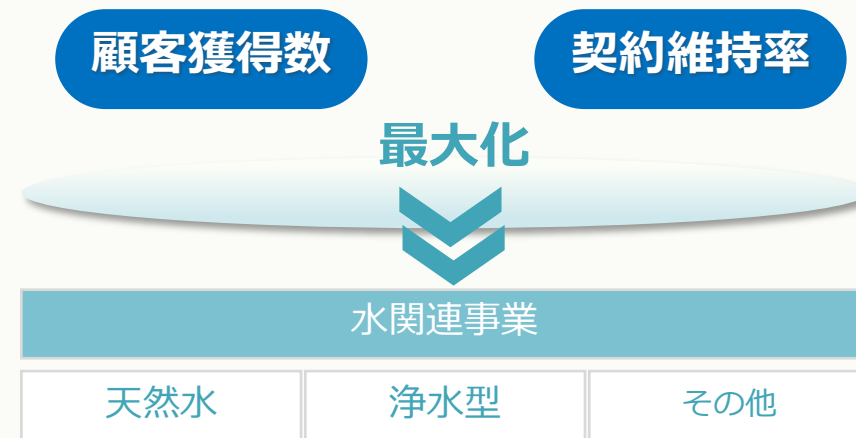 顧客獲得数
契約維持率
最大化
水関連事業
天然水
浄水型
その他